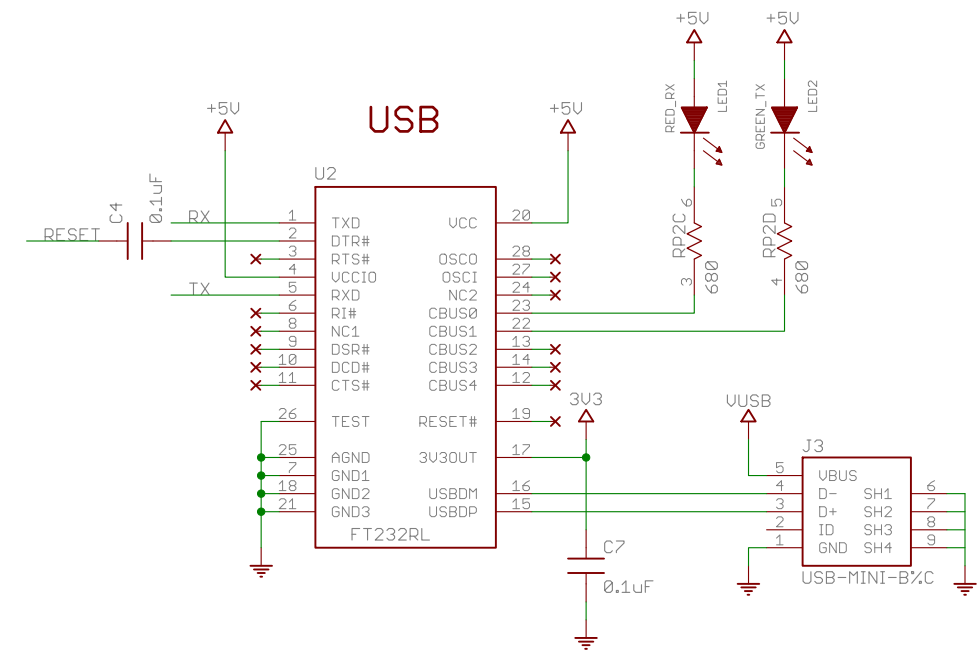 +5V +5V
RED_RX LED1 GREEN_TX LED2
+5V USB +5V
U2
C4 0.1uF
RESET
RX 1 TXD VCC 20
2 DTR#
3 RTS# OSCO 28
4 VCCIO OSCI 27
TX 5 RXD NC2 24
6 RI# CBUS0 23
8 NC1 CBUS1 22
9 DSR# CBUS2 13
10 DCD# CBUS3 14
11 CTS# CBUS4 12
26 TEST RESET# 19
25 AGND 3V3OUT 17
7 GND1
18 GND2 USBDM 16
21 GND3 USBDP 15
FT232RL
6 RP2C 680 3
5 RP2D 680 4
3V3
C7
0.1uF
VUSB
J3
5 VBUS
4 D- SH1 6
3 D+ SH2 7
2 ID SH3 8
1 GND SH4 9
USB-MINI-B%C